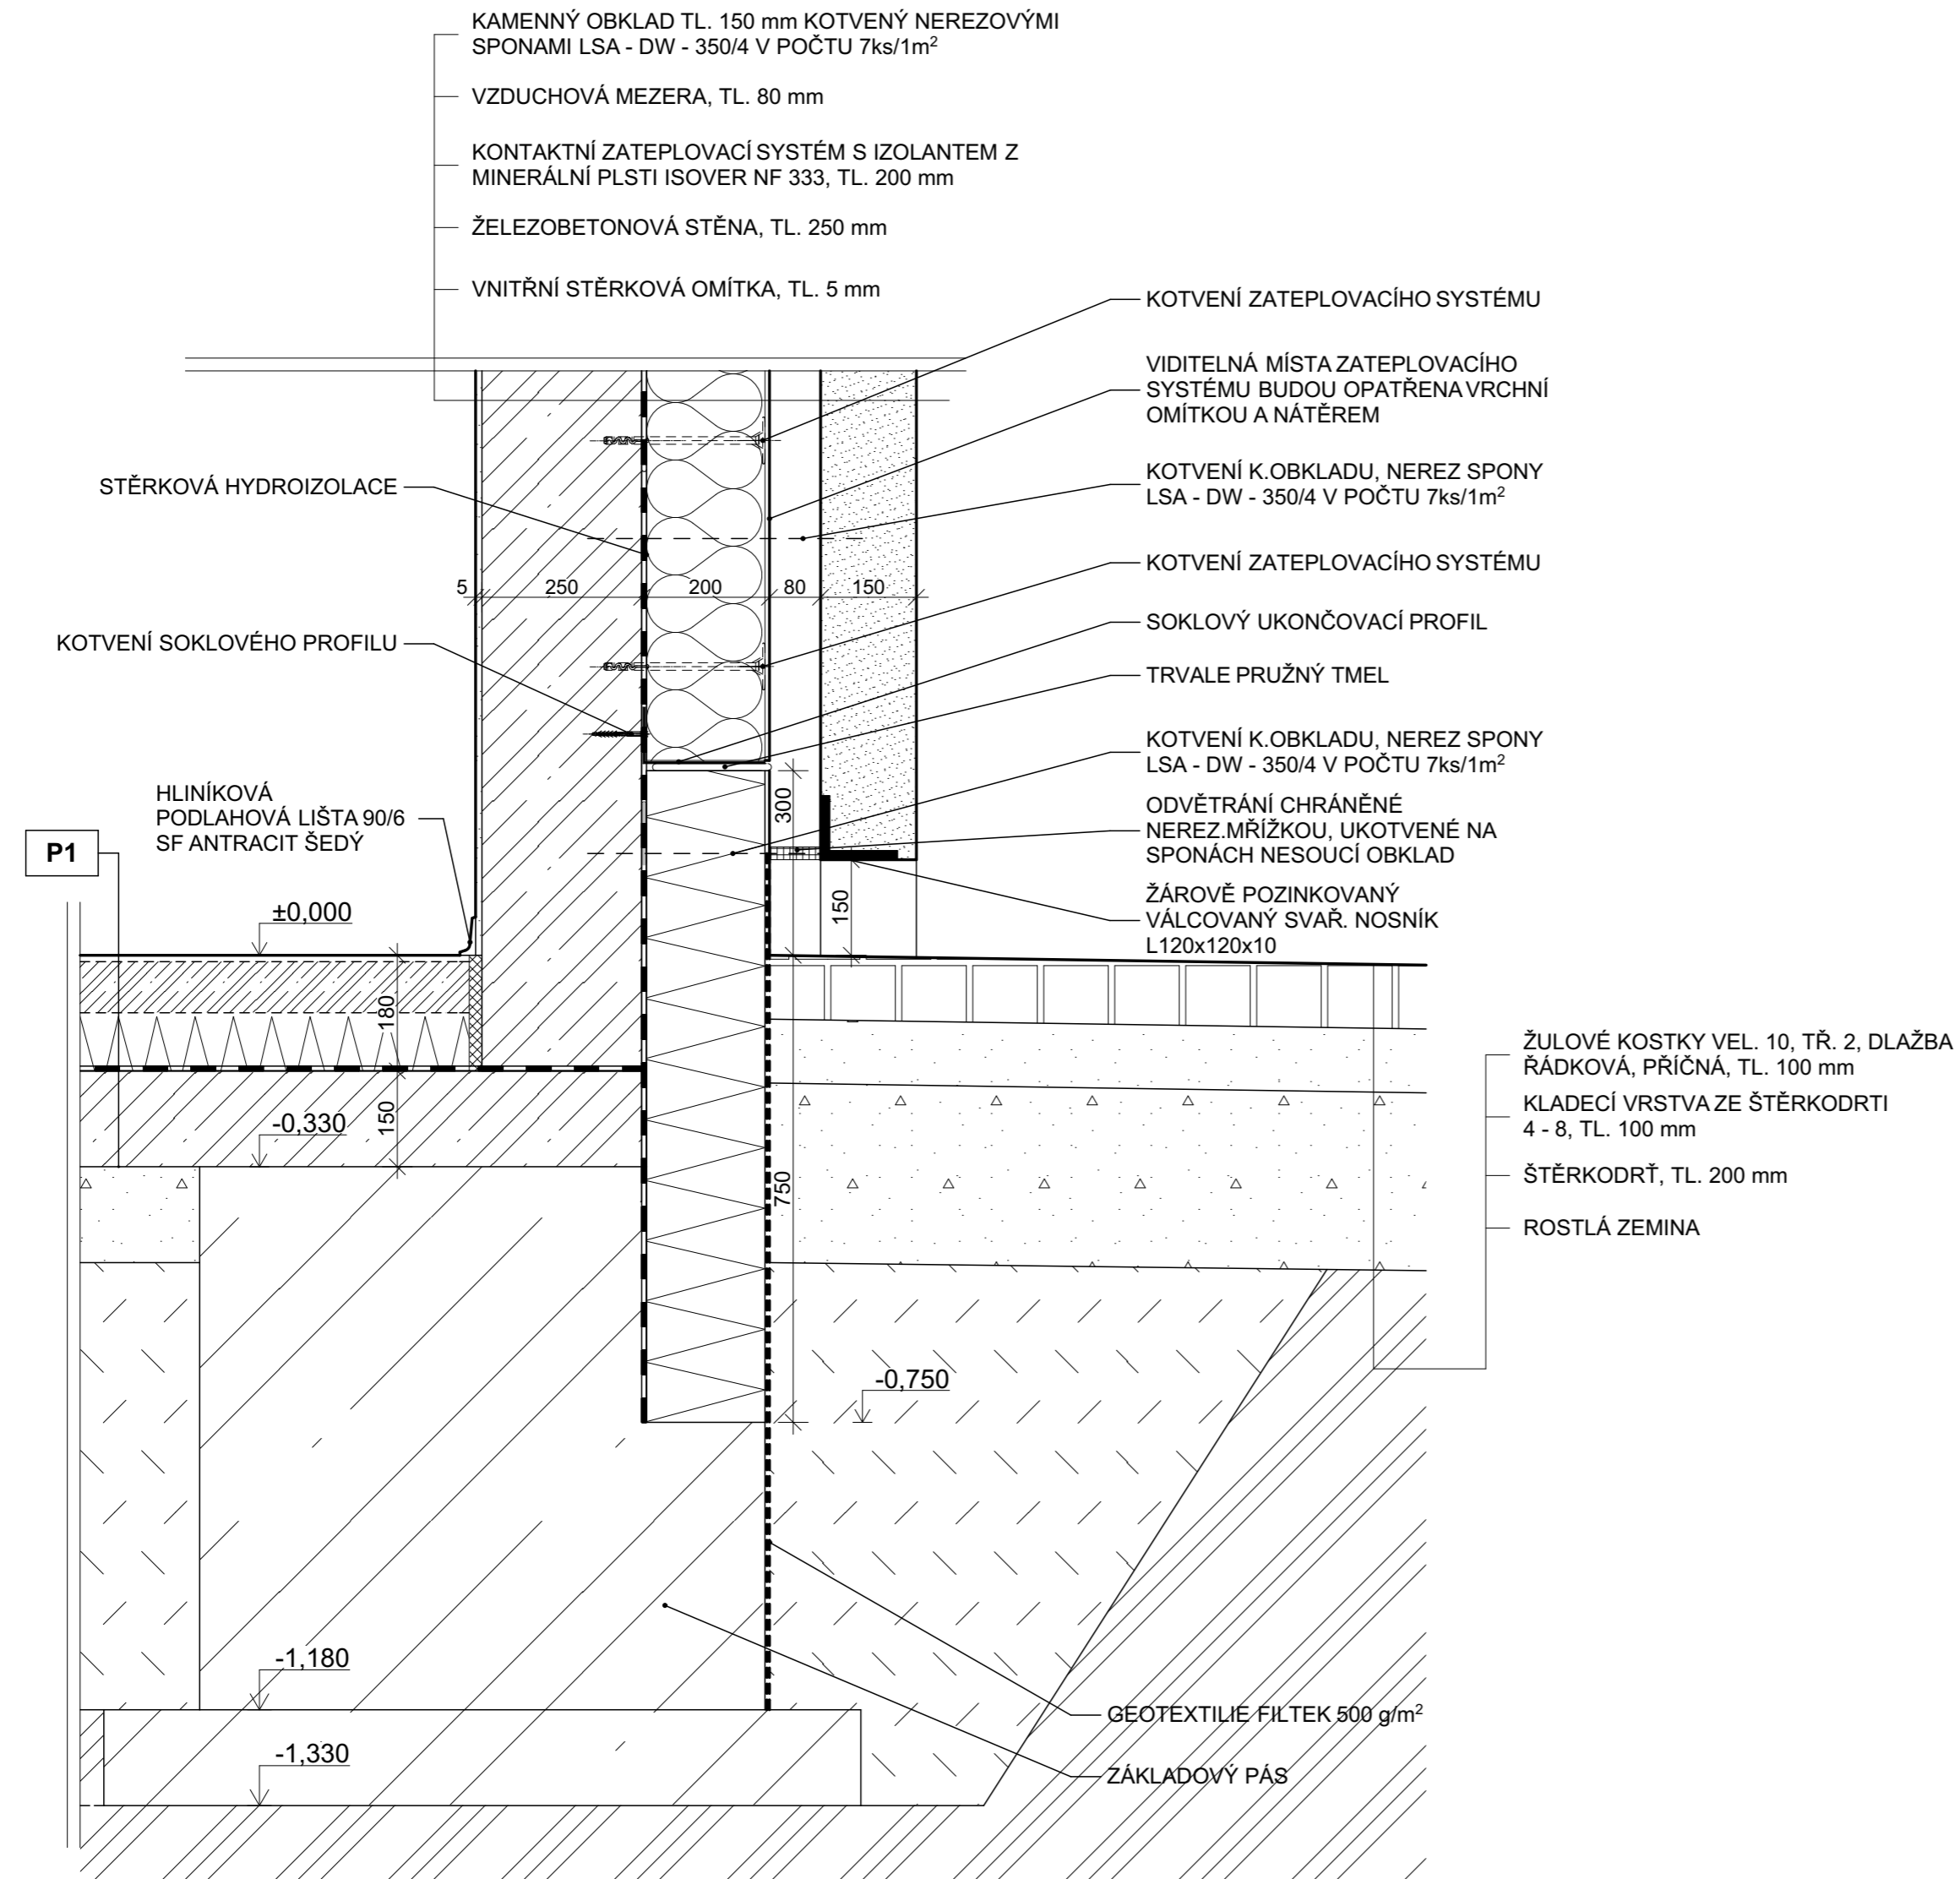 KAMENNÝ OBKLAD TL. 150 mm KOTVENÝ NEREZOVÝMI
SPONAMI LSA - DW - 350/4 V POČTU 7ks/1m²
VZDUCHOVÁ MEZERA, TL. 80 mm
KONTAKTNÍ ZATEPLOVACÍ SYSTÉM S IZOLANTEM Z
MINERÁLNÍ PLSTI ISOVER NF 333, TL. 200 mm
ŽELEZOBETONOVÁ STĚNA, TL. 250 mm
VNITŘNÍ STĚRKOVÁ OMÍTKA, TL. 5 mm
KOTVENÍ ZATEPLOVACÍHO SYSTÉMU
VIDITELNÁ MÍSTA ZATEPLOVACÍHO
SYSTÉMU BUDOU OPATŘENA VRCHNÍ
OMÍTKOU A NÁTĚREM
KOTVENÍ K.OBKLADU, NEREZ SPONY
LSA - DW - 350/4 V POČTU 7ks/1m²
STĚRKOVÁ HYDROIZOLACE
KOTVENÍ ZATEPLOVACÍHO SYSTÉMU
5 250 200 80 150
SOKLOVÝ UKONČOVACÍ PROFIL
KOTVENÍ SOKLOVÉHO PROFILU
TRVALE PRUŽNÝ TMEL
KOTVENÍ K.OBKLADU, NEREZ SPONY
LSA - DW - 350/4 V POČTU 7ks/1m²
HLINÍKOVÁ
PODLAHOVÁ LIŠTA 90/6
SF ANTRACIT ŠEDÝ
300
ODVĚTRÁNÍ CHRÁNĚNÉ
NEREZ.MŘÍŽKOU, UKOTVENÉ NA
SPONÁCH NESOUCÍ OBKLAD
P1
ŽÁROVĚ POZINKOVANÝ
VÁLCOVANÝ SVAŘ. NOSNÍK
L120x120x10
150
±0,000
180
ŽULOVÉ KOSTKY VEL. 10, TŘ. 2, DLAŽBA
ŘÁDKOVÁ, PŘÍČNÁ, TL. 100 mm
KLADECÍ VRSTVA ZE ŠTĚRKODRTI
4 - 8, TL. 100 mm
ŠTĚRKODRŤ, TL. 200 mm
ROSTLÁ ZEMINA
-0,330
150
750
-0,750
-1,180
GEOTEXTILIE FILTEK 500 g/m²
-1,330
ZÁKLADOVÝ PÁS